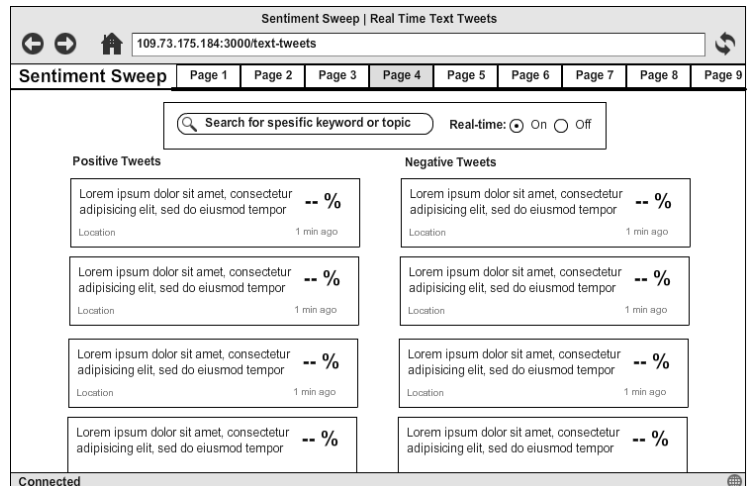 Sentiment Sweep | Real Time Text Tweets
109.73.175.184:3000/text-tweets
Sentiment Sweep Page 1 Page 2 Page 3 Page 4 Page 5 Page 6 Page 7 Page 8 Page 9
Search for spesific keyword or topic Real-time: On Off
Positive Tweets
Lorem ipsum dolor sit amet, consectetur
adipisicing elit, sed do eiusmod tempor
-- %
Location 1 min ago
Lorem ipsum dolor sit amet, consectetur
adipisicing elit, sed do eiusmod tempor
-- %
Location 1 min ago
Lorem ipsum dolor sit amet, consectetur
adipisicing elit, sed do eiusmod tempor
-- %
Location 1 min ago
Lorem ipsum dolor sit amet, consectetur
adipisicing elit, sed do eiusmod tempor
-- %
Negative Tweets
Lorem ipsum dolor sit amet, consectetur
adipisicing elit, sed do eiusmod tempor
-- %
Location 1 min ago
Lorem ipsum dolor sit amet, consectetur
adipisicing elit, sed do eiusmod tempor
-- %
Location 1 min ago
Lorem ipsum dolor sit amet, consectetur
adipisicing elit, sed do eiusmod tempor
-- %
Location 1 min ago
Lorem ipsum dolor sit amet, consectetur
adipisicing elit, sed do eiusmod tempor
-- %
Connected